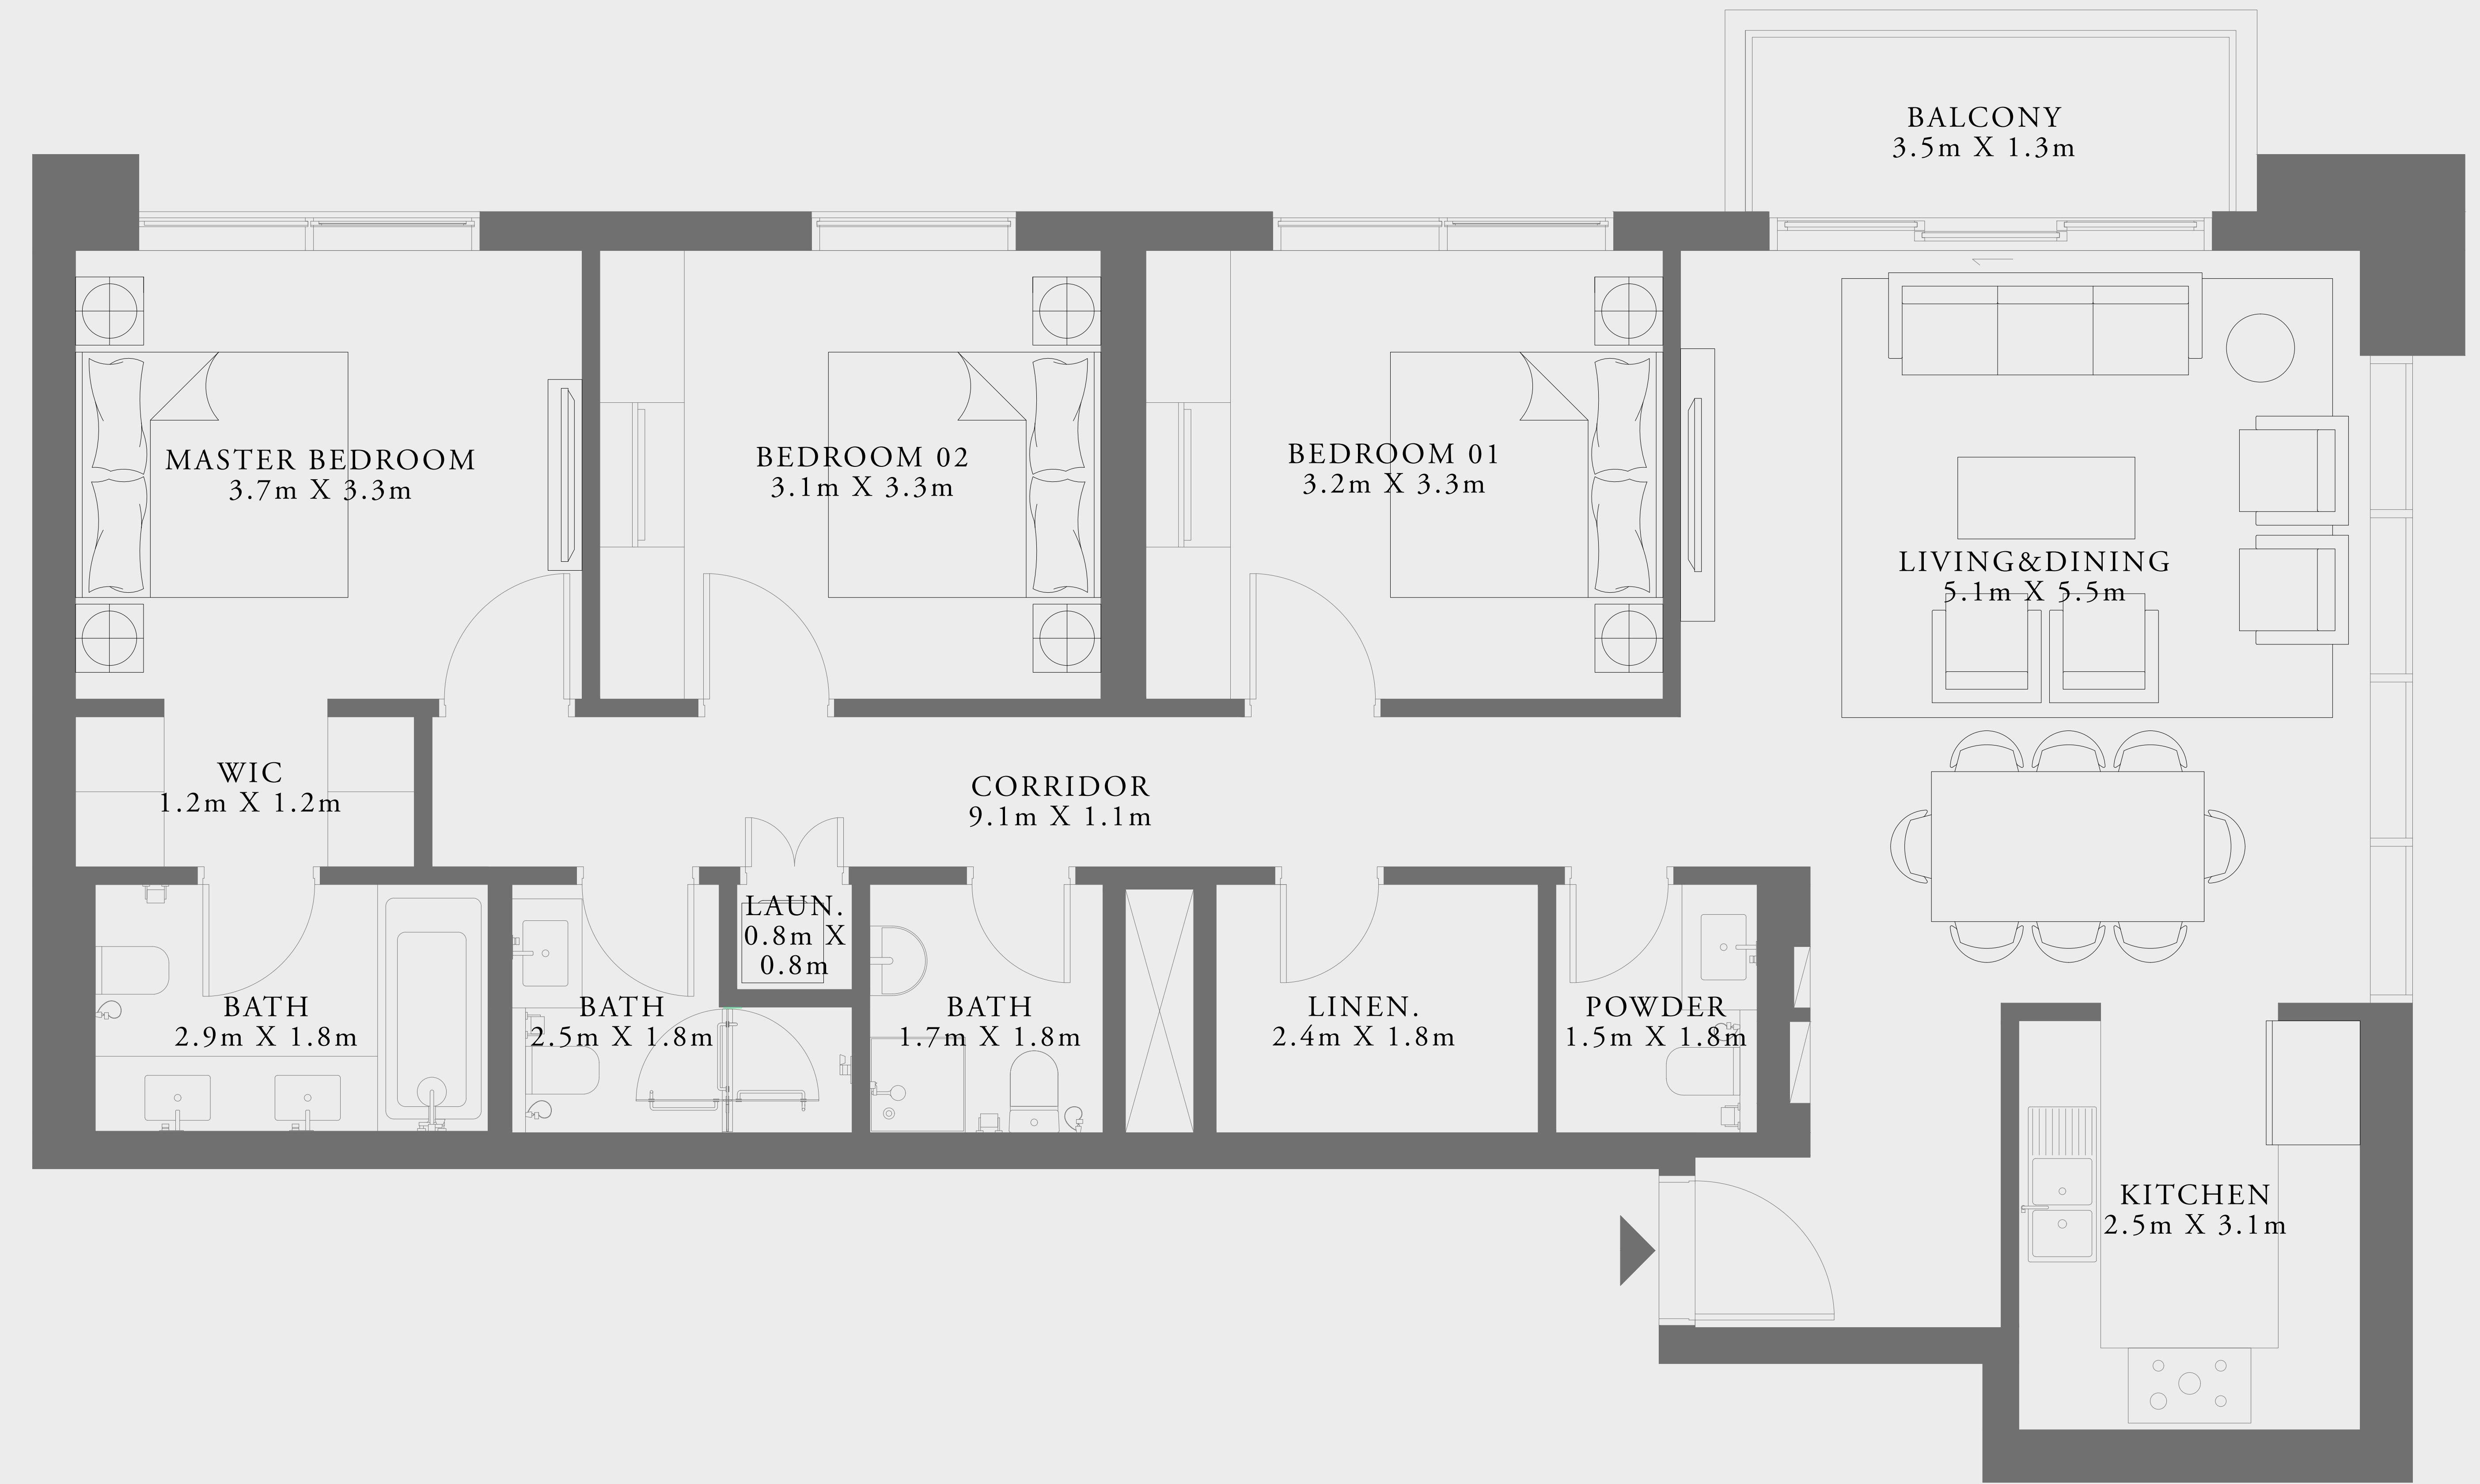 BALCONY
3.5m X 1.3m
MASTER BEDROOM
3.7m X 3.3m
BEDROOM 02
3.1m X 3.3m
BEDROOM 01
3.2m X 3.3m
LIVING&DINING
5.1m X 5.5m
WIC
1.2m X 1.2m
CORRIDOR
9.1m X 1.1m
LAUN.
0.8m X
0.8m
BATH
2.9m X 1.8m
BATH
2.5m X 1.8m
BATH
1.7m X 1.8m
LINEN.
2.4m X 1.8m
POWDER
1.5m X 1.8m
KITCHEN
2.5m X 3.1m